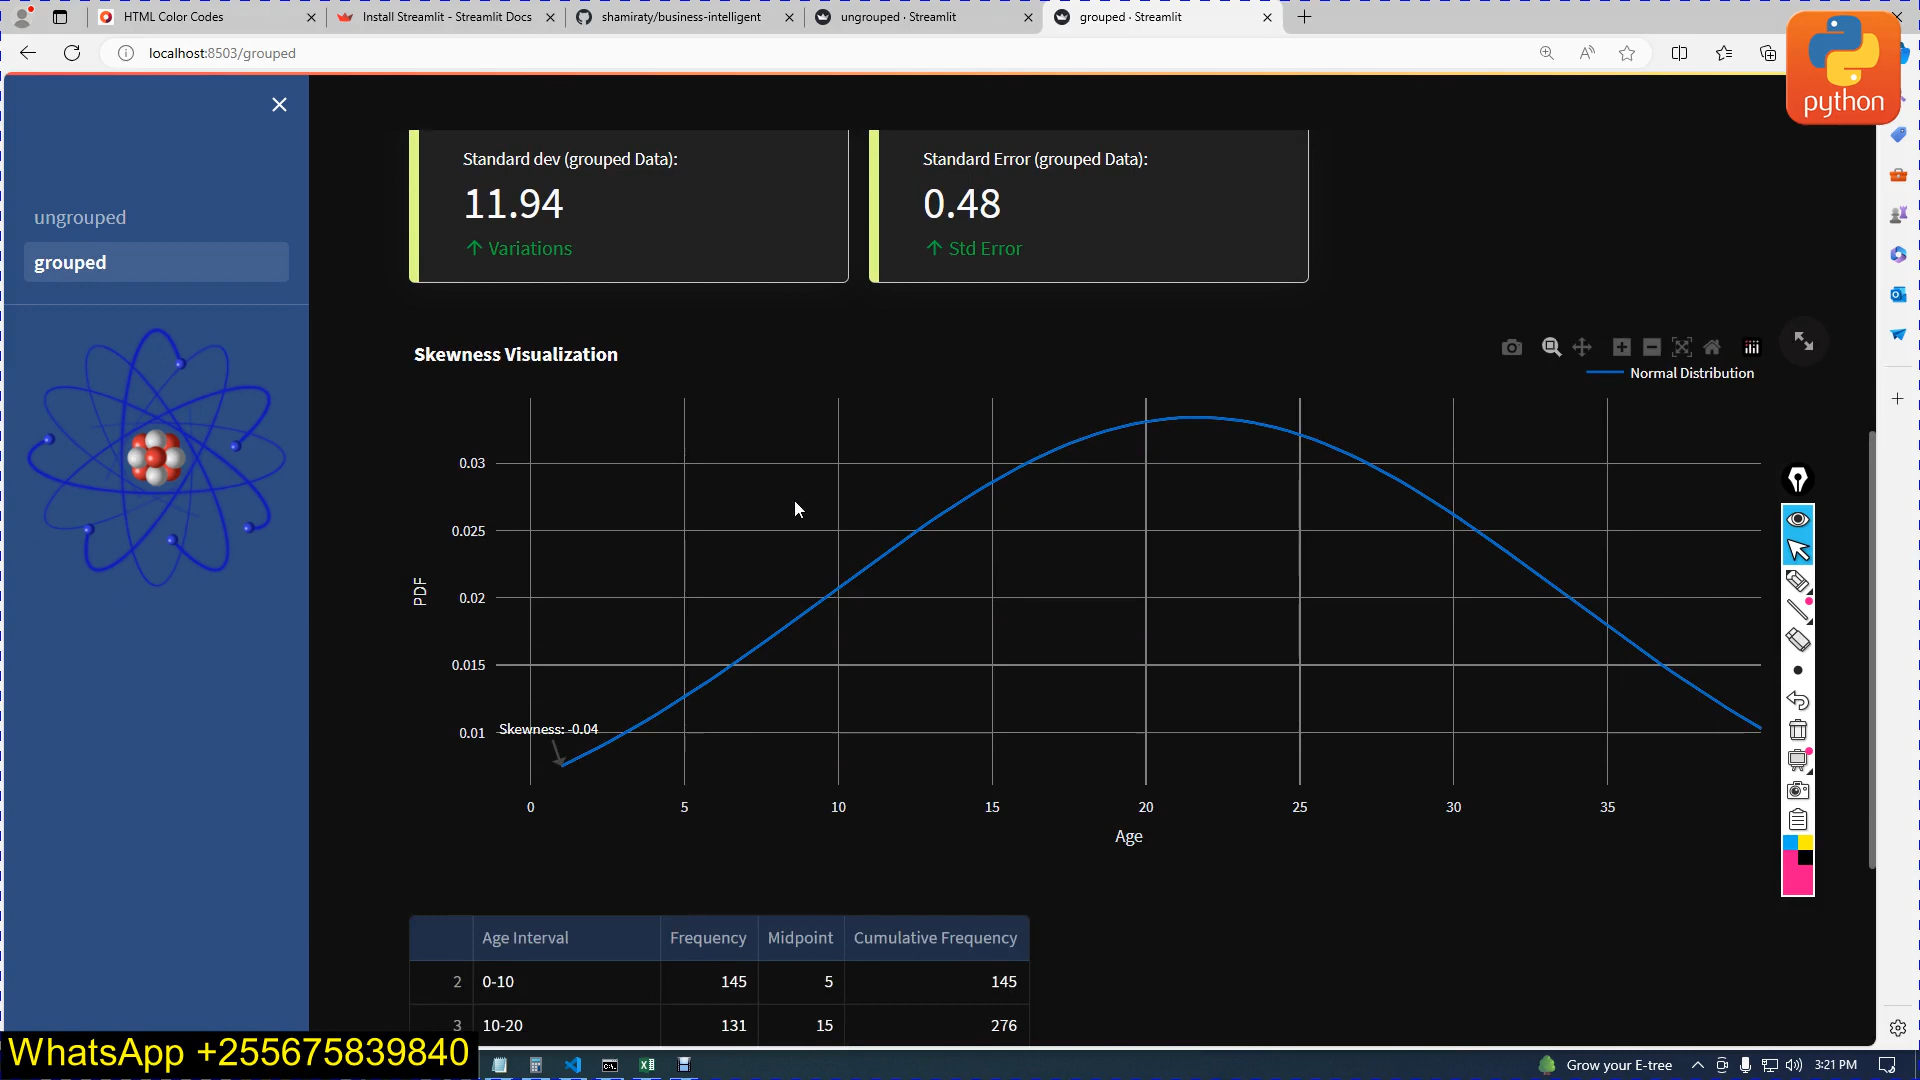 HTML Color Codes
Install Streamlit - Streamlit Docs
shamiraty/business-intelligent
ungrouped · Streamlit
grouped · Streamlit
localhost:8503/grouped
python
ungrouped
grouped
Standard dev (grouped Data):
11.94
↑ Variations
Standard Error (grouped Data):
0.48
↑ Std Error
Skewness Visualization
Normal Distribution
0.03
0.025
0.02
0.015
0.01
PDF
Skewness: -0.04
0 5 10 15 20 25 30 35
Age
Age Interval Frequency Midpoint Cumulative Frequency
2 0-10 145 5 145
3 10-20 131 15 276
WhatsApp +255675839840
Grow your E-tree
3:21 PM